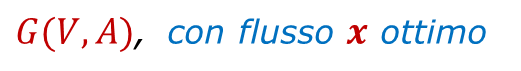 G(V, A), con flusso x ottimo